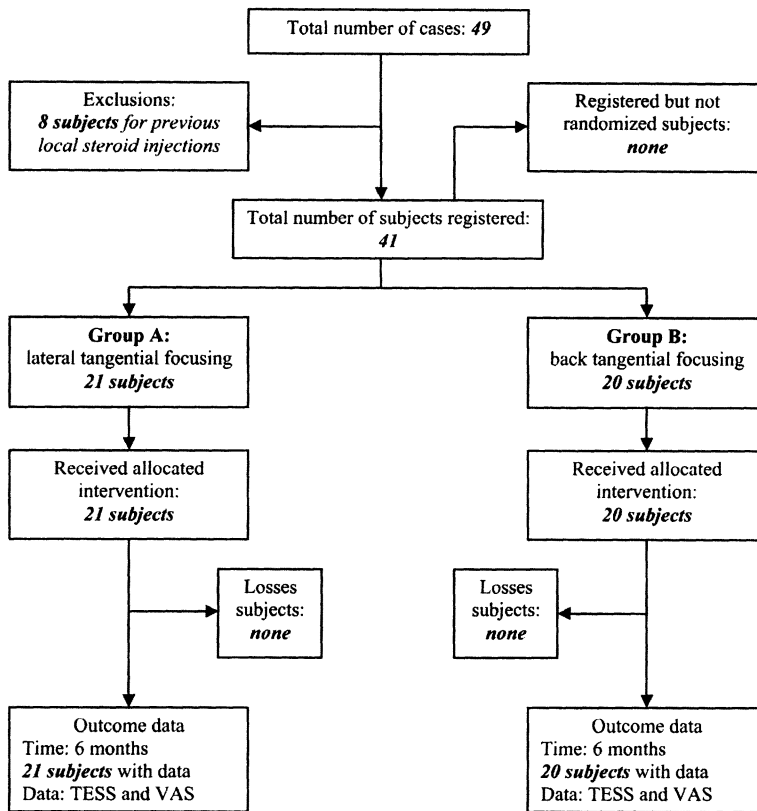 Total number of cases: 49
Exclusions:
8 subjects for previous
local steroid injections
Registered but not
randomized subjects:
none
Total number of subjects registered:
41
Group A:
lateral tangential focusing
21 subjects
Group B:
back tangential focusing
20 subjects
Received allocated
intervention:
21 subjects
Received allocated
intervention:
20 subjects
Losses
subjects:
none
Losses
subjects:
none
Outcome data
Time: 6 months
21 subjects with data
Data: TESS and VAS
Outcome data
Time: 6 months
20 subjects with data
Data: TESS and VAS